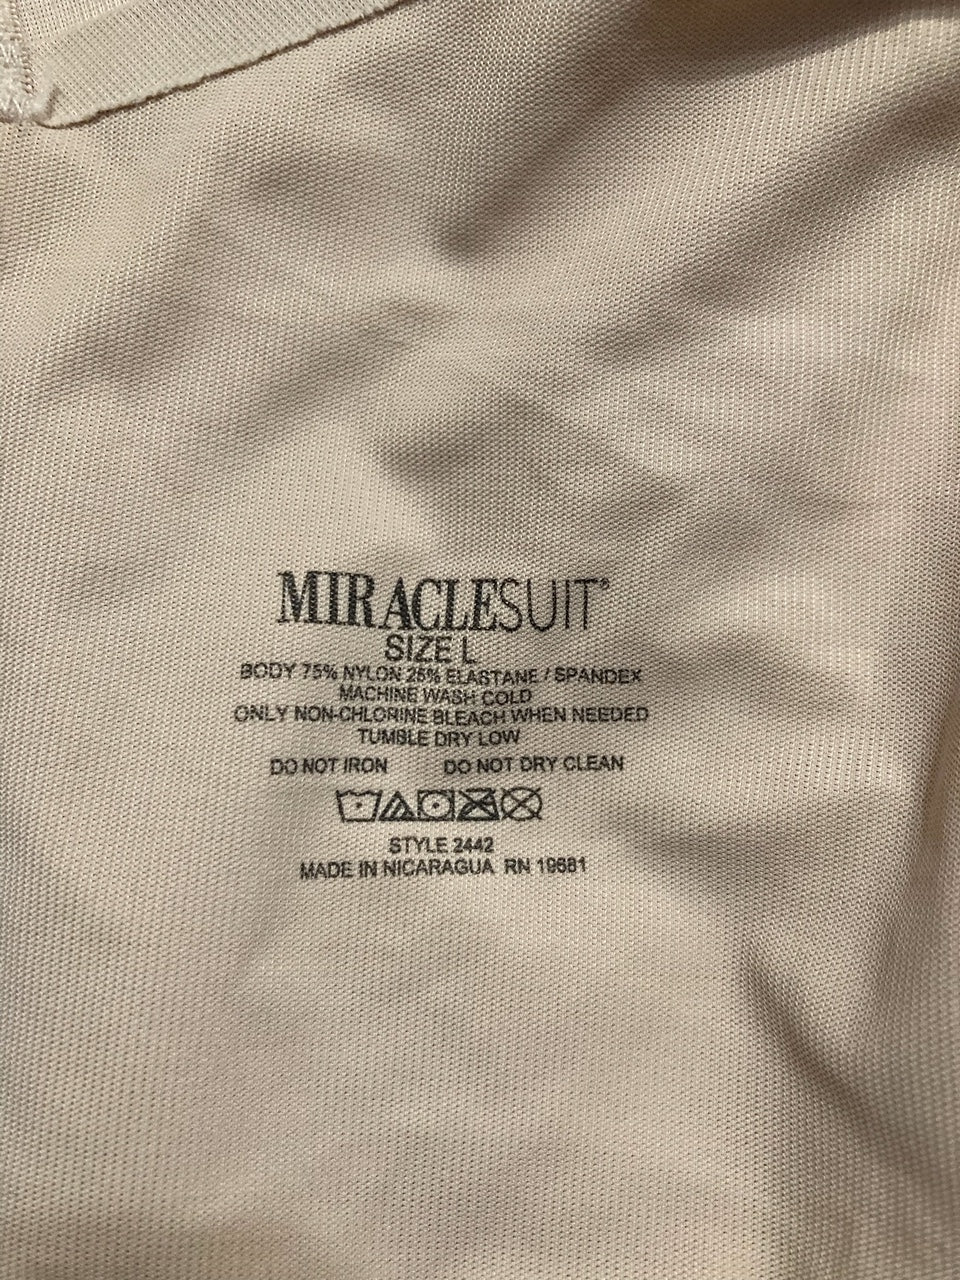 MIRACLESUIT®
SIZE L
BODY 75% NYLON 25% ELASTANE / SPANDEX
MACHINE WASH COLD
ONLY NON-CHLORINE BLEACH WHEN NEEDED
TUMBLE DRY LOW
DO NOT IRON DO NOT DRY CLEAN
STYLE 2442
MADE IN NICARAGUA RN 19681